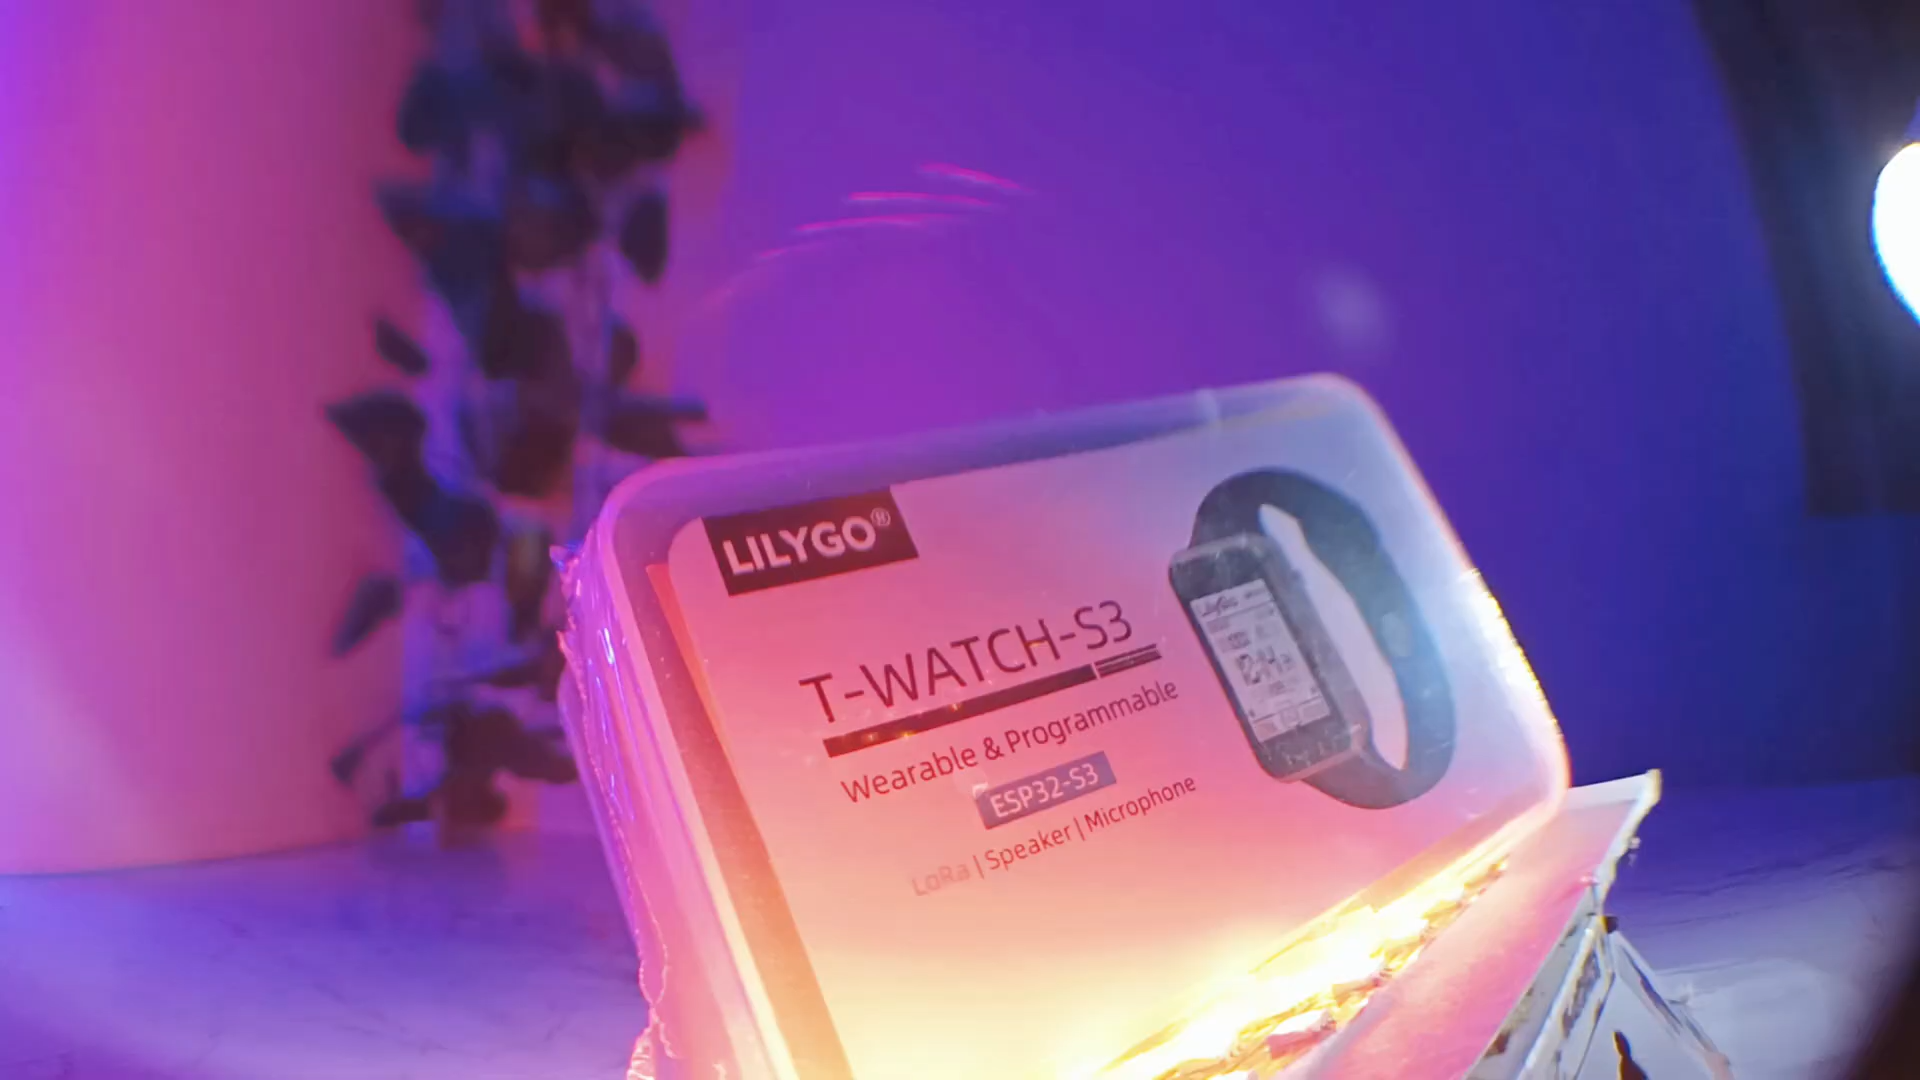 LILYGO®
T-WATCH-S3
Wearable & Programmable
ESP32-S3
LoRa | Speaker | Microphone